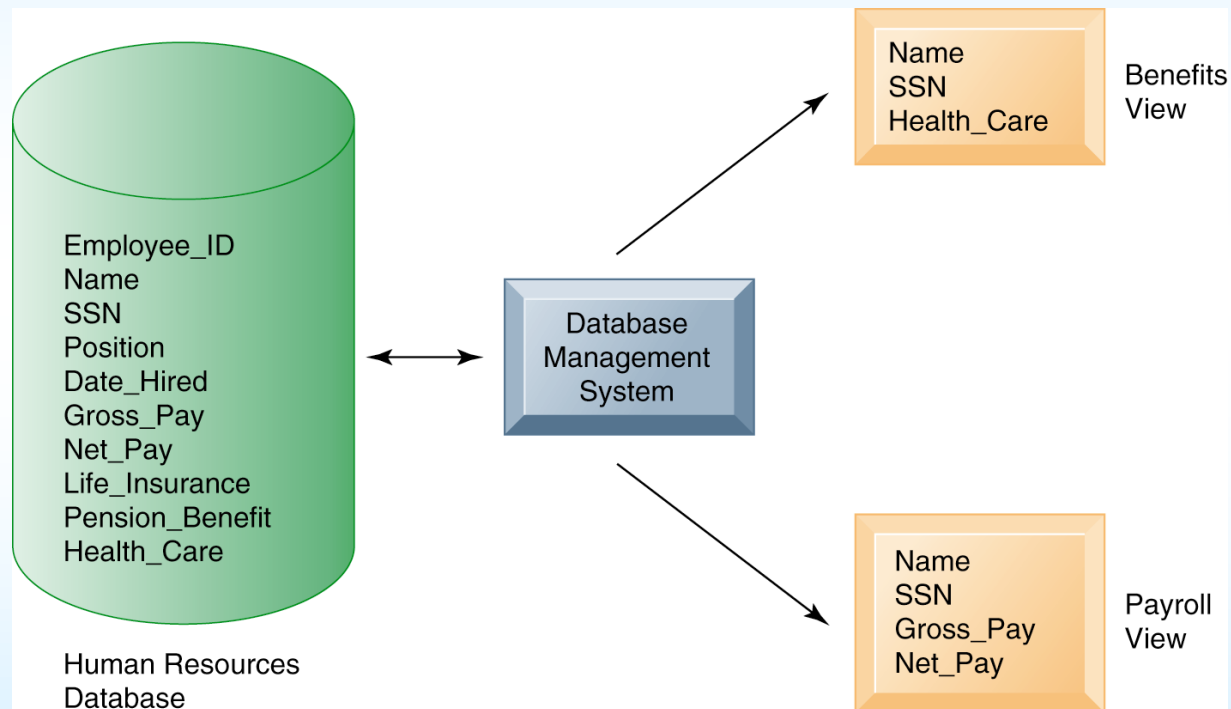 Employee_ID
Name
SSN
Position
Date_Hired
Gross_Pay
Net_Pay
Life_Insurance
Pension_Benefit
Health_Care
Human Resources
Database
Database
Management
System
Name
SSN
Health_Care
Benefits
View
Name
SSN
Gross_Pay
Net_Pay
Payroll
View